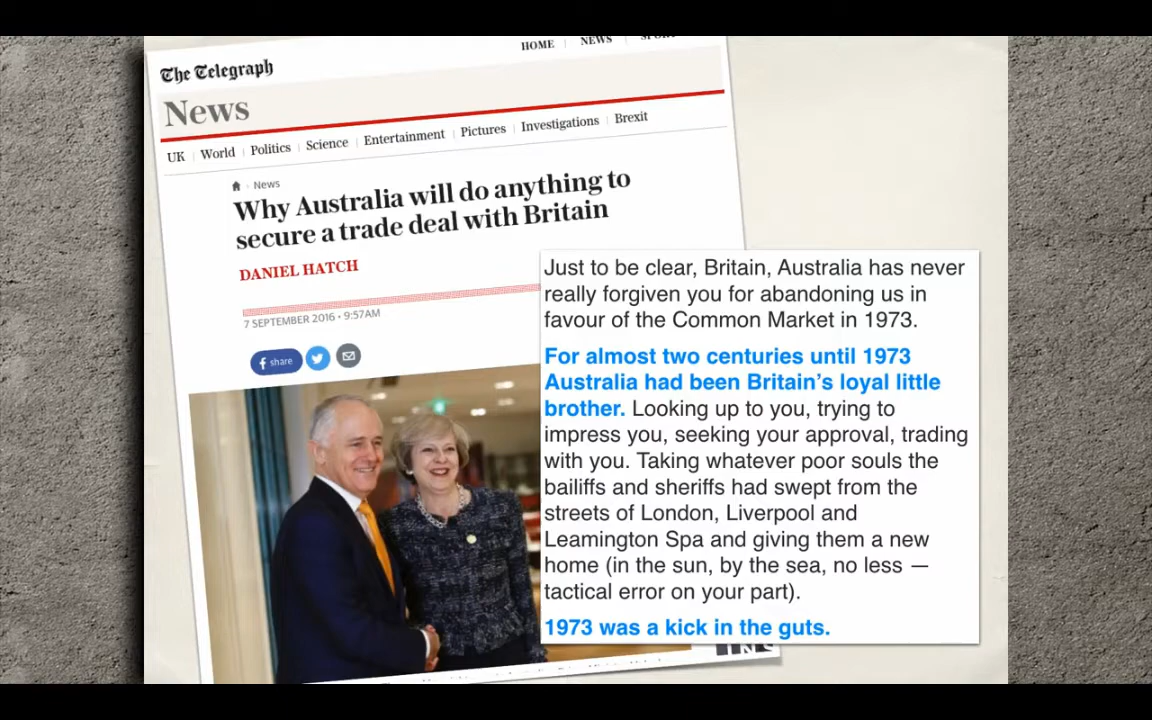 HOME | NEWS |
The Telegraph
News
UK | World | Politics | Science | Entertainment | Pictures | Investigations | Brexit
News
Why Australia will do anything to
secure a trade deal with Britain
DANIEL HATCH
7 SEPTEMBER 2016 • 9:57AM
share
Just to be clear, Britain, Australia has never
really forgiven you for abandoning us in
favour of the Common Market in 1973.
For almost two centuries until 1973
Australia had been Britain's loyal little
brother. Looking up to you, trying to
impress you, seeking your approval, trading
with you. Taking whatever poor souls the
bailiffs and sheriffs had swept from the
streets of London, Liverpool and
Leamington Spa and giving them a new
home (in the sun, by the sea, no less —
tactical error on your part).
1973 was a kick in the guts.